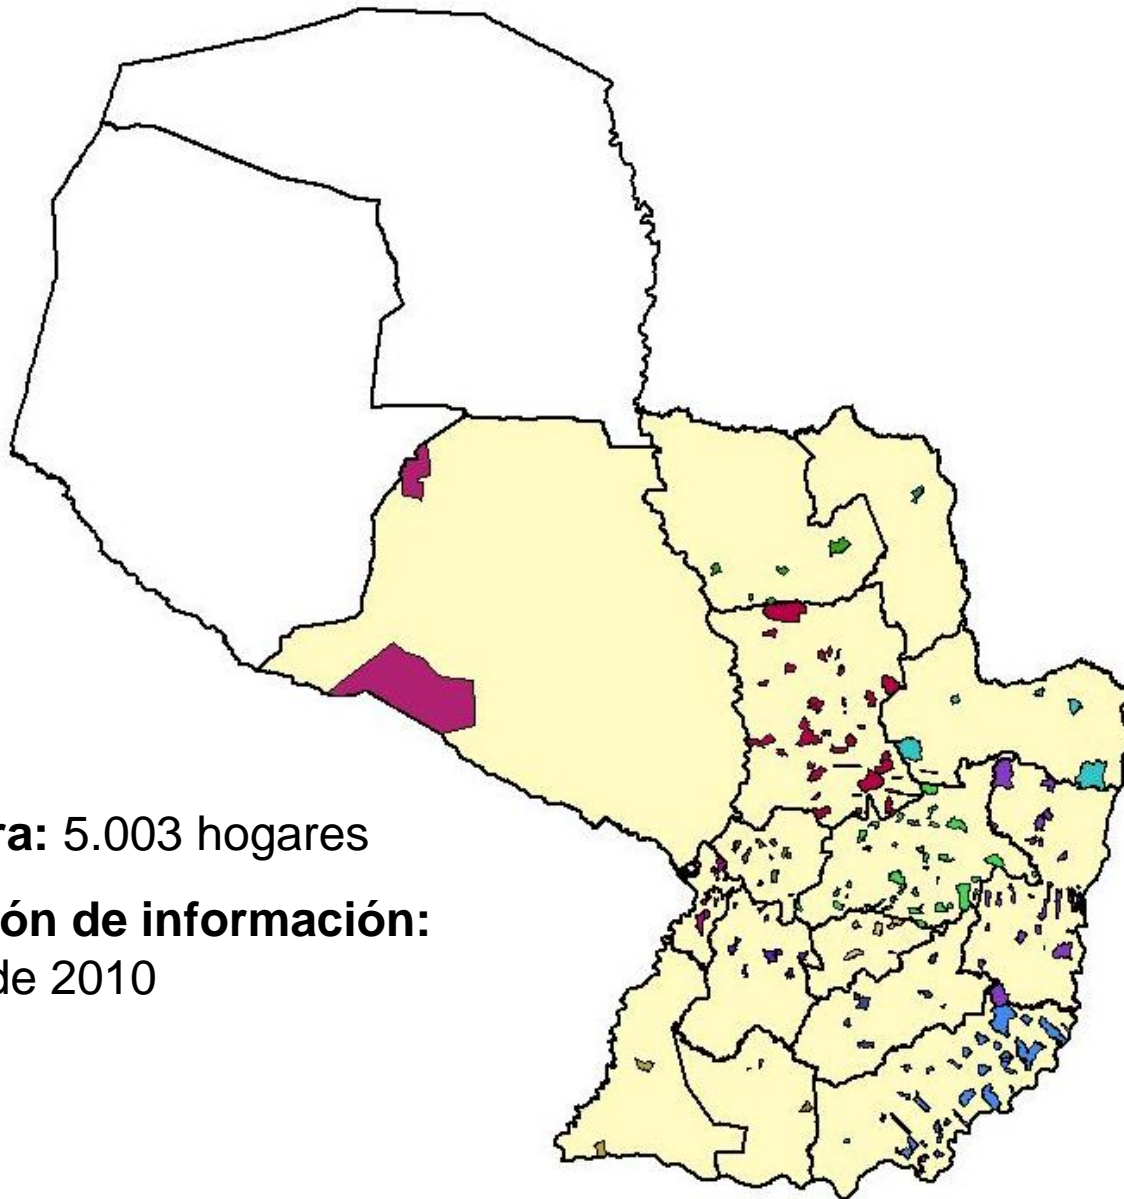 ra: 5.003 hogares
ón de información:
de 2010